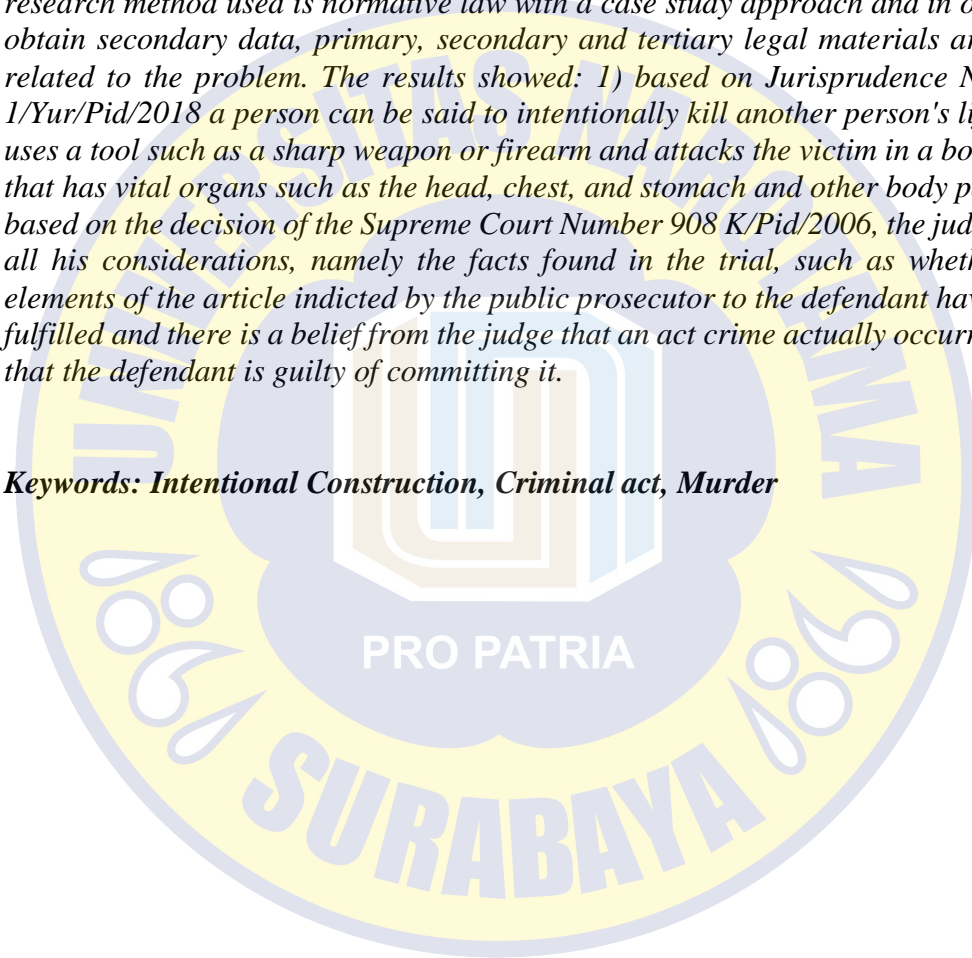 research method used is normative law with a case study approach and in o
obtain secondary data, primary, secondary and tertiary legal materials ar
related to the problem. The results showed: 1) based on Jurisprudence N
1/Yur/Pid/2018 a person can be said to intentionally kill another person's li
uses a tool such as a sharp weapon or firearm and attacks the victim in a bo
that has vital organs such as the head, chest, and stomach and other body p
based on the decision of the Supreme Court Number 908 K/Pid/2006, the jud
all his considerations, namely the facts found in the trial, such as wheth
elements of the article indicted by the public prosecutor to the defendant hav
fulfilled and there is a belief from the judge that an act crime actually occurr
that the defendant is guilty of committing it.
Keywords: Intentional Construction, Criminal act, Murder
UNIVERSITAS NAROTAMA
PRO PATRIA
SURABAYA